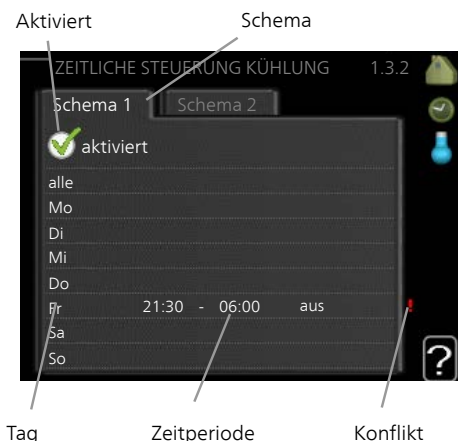 Aktiviert Schema
ZEITLICHE STEUERUNG KÜHLUNG 1.3.2
Schema 1 Schema 2
aktiviert
alle
Mo
Di
Mi
Do
Fr 21:30 - 06:00 aus !
Sa
So
?
Tag Zeitperiode Konflikt